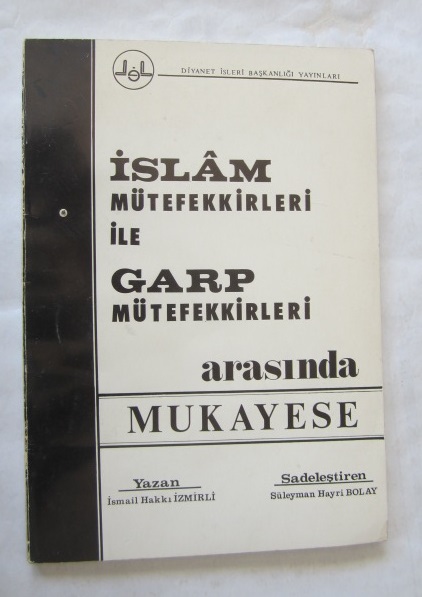 DİYANET İŞLERİ BAŞKANLIĞI YAYINLARI
İSLÂM
MÜTEFEKKİRLERİ
İLE
GARP
MÜTEFEKKİRLERİ
arasında
MUKAYESE
Yazan
İsmail Hakkı İZMİRLİ
Sadeleştiren
Süleyman Hayri BOLAY